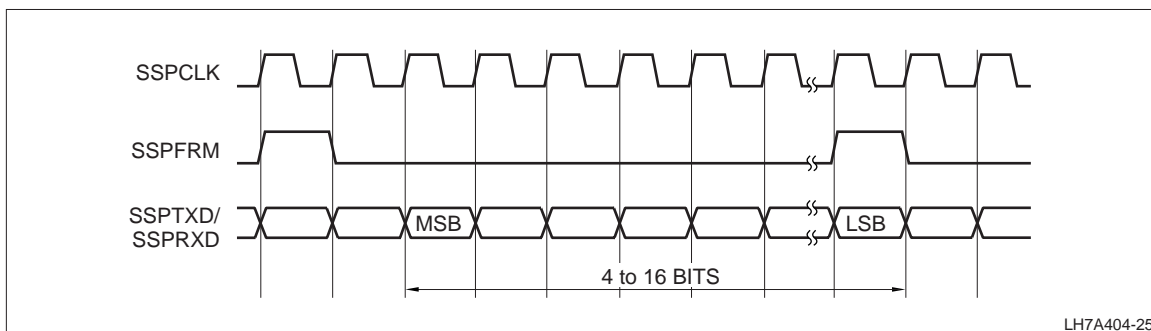 SSPCLK
SSPFRM
SSPTXD/
SSPRXD
MSB
LSB
4 to 16 BITS
LH7A404-25